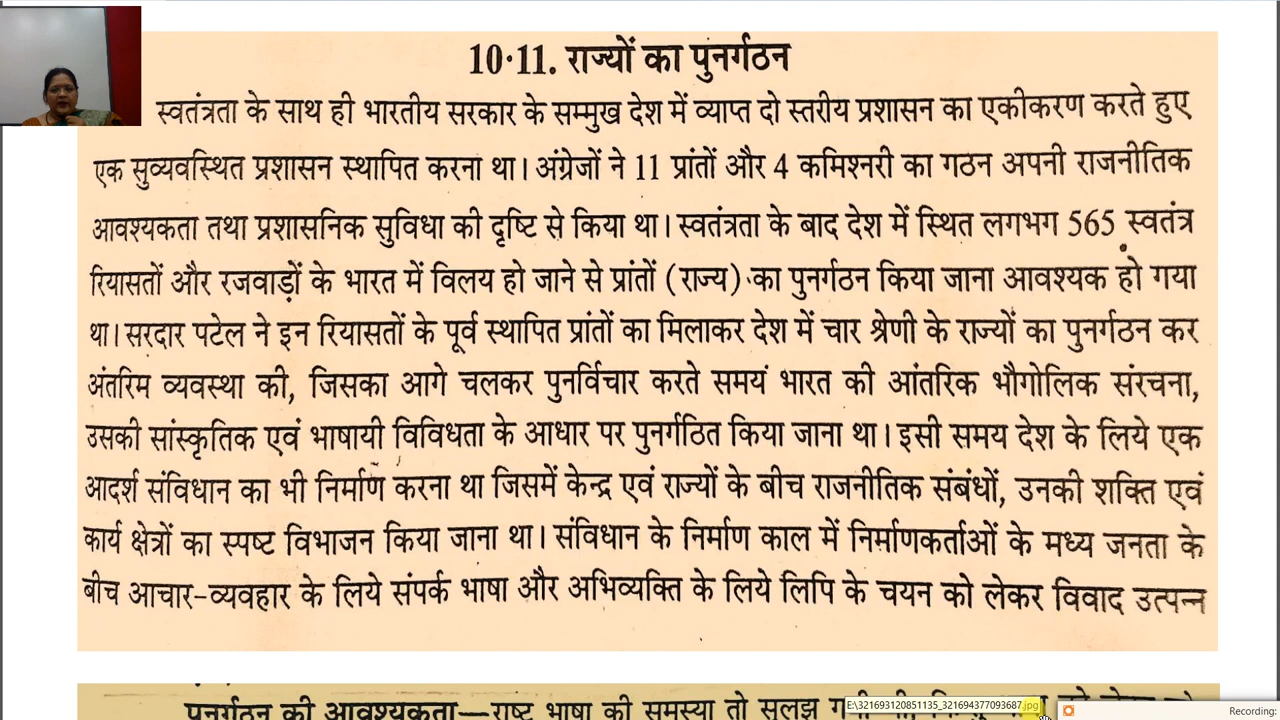 10·11. राज्यों का पुनर्गठन
स्वतंत्रता के साथ ही भारतीय सरकार के सम्मुख देश में व्याप्त दो स्तरीय प्रशासन का एकीकरण करते हुए
एक सुव्यवस्थित प्रशासन स्थापित करना था। अंग्रेजों ने 11 प्रांतों और 4 कमिश्नरी का गठन अपनी राजनीतिक
आवश्यकता तथा प्रशासनिक सुविधा की दृष्टि से किया था। स्वतंत्रता के बाद देश में स्थित लगभग 565 स्वतंत्र
रियासतों और रजवाड़ों के भारत में विलय हो जाने से प्रांतों (राज्य) का पुनर्गठन किया जाना आवश्यक हो गया
था। सरदार पटेल ने इन रियासतों के पूर्व स्थापित प्रांतों का मिलाकर देश में चार श्रेणी के राज्यों का पुनर्गठन कर
अंतरिम व्यवस्था की, जिसका आगे चलकर पुनर्विचार करते समय भारत की आंतरिक भौगोलिक संरचना,
उसकी सांस्कृतिक एवं भाषायी विविधता के आधार पर पुनर्गठित किया जाना था। इसी समय देश के लिये एक
आदर्श संविधान का भी निर्माण करना था जिसमें केन्द्र एवं राज्यों के बीच राजनीतिक संबंधों, उनकी शक्ति एवं
कार्य क्षेत्रों का स्पष्ट विभाजन किया जाना था। संविधान के निर्माण काल में निर्माणकर्ताओं के मध्य जनता के
बीच आचार-व्यवहार के लिये संपर्क भाषा और अभिव्यक्ति के लिये लिपि के चयन को लेकर विवाद उत्पन्न
पुनर्गठन की आवश्यकता—राष्ट्र भाषा की समस्या तो सुलझ
E:\321693120851135_321694377093687.jpg
Recording: